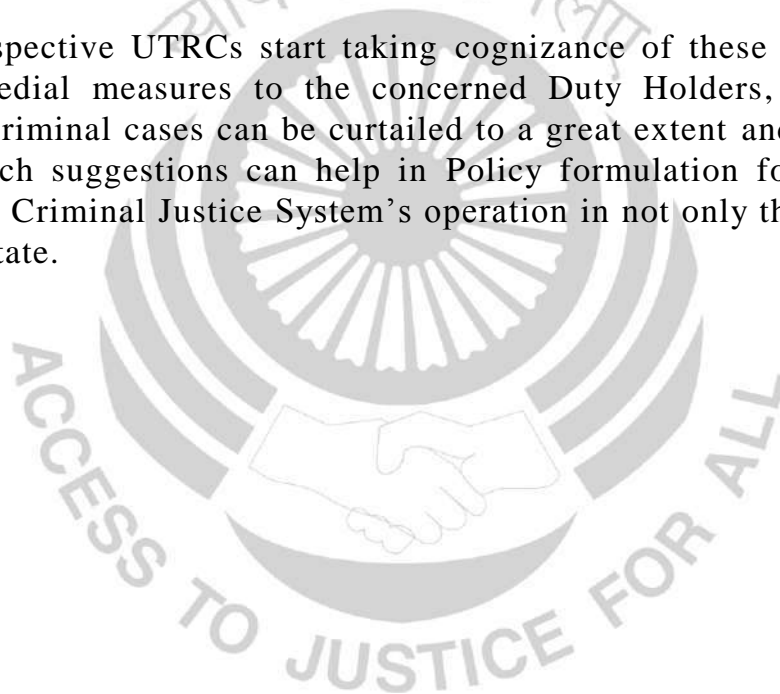 spective UTRCs start taking cognizance of these
edial measures to the concerned Duty Holders,
riminal cases can be curtailed to a great extent and
ch suggestions can help in Policy formulation fo
Criminal Justice System's operation in not only th
tate.
ACCESS TO JUSTICE FOR ALL